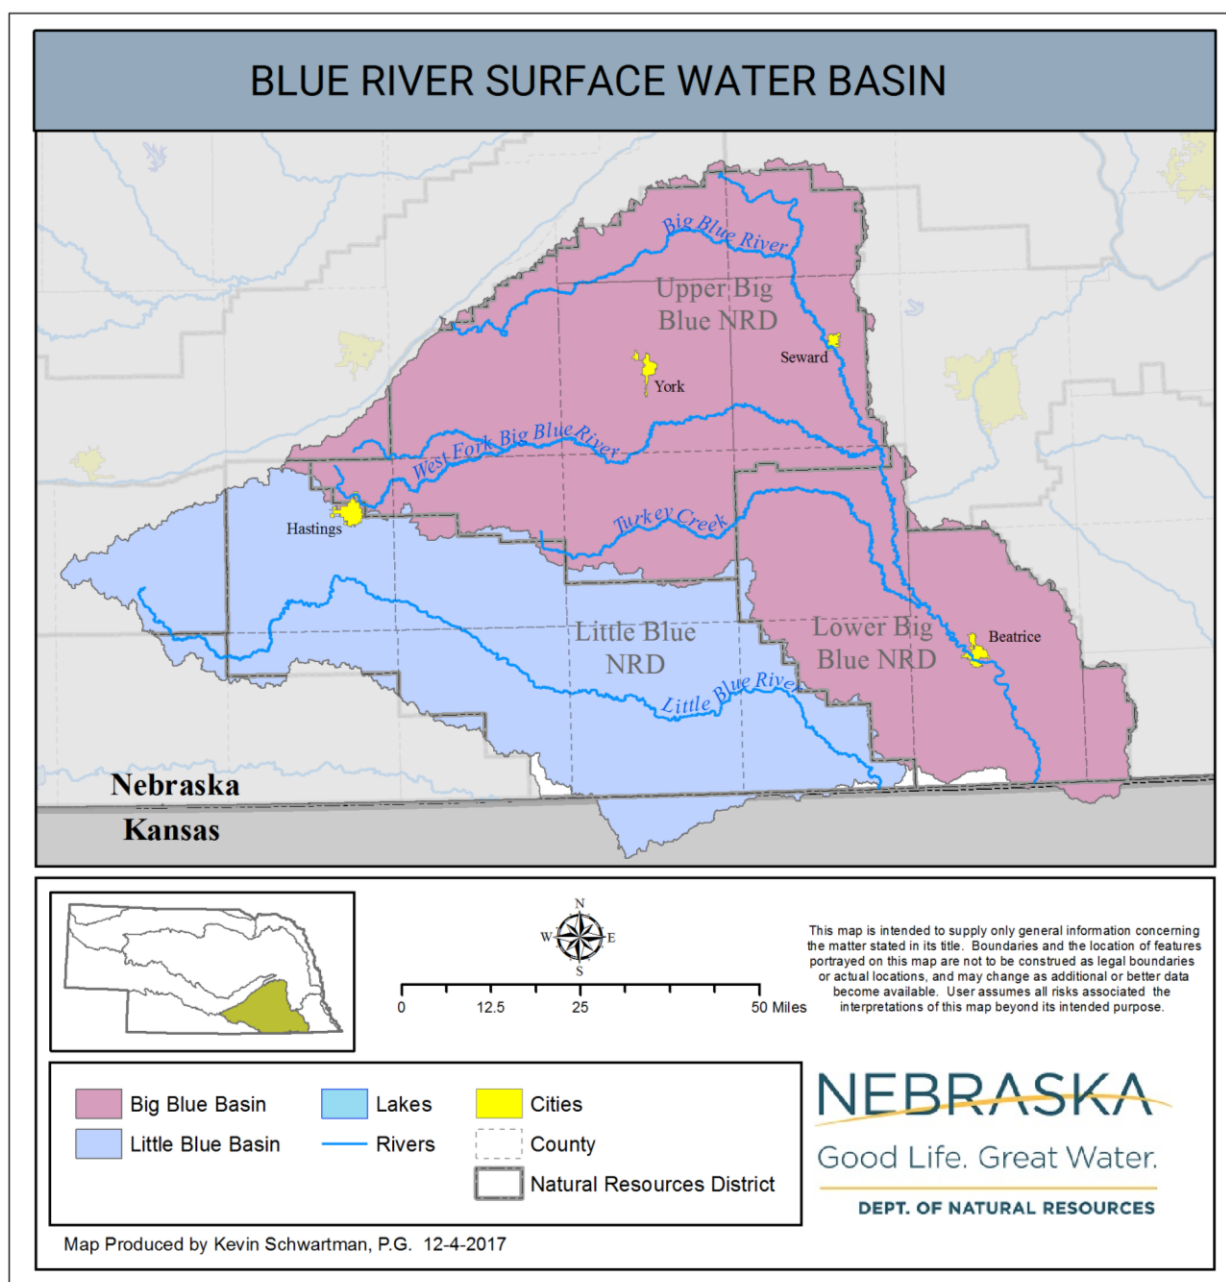 BLUE RIVER SURFACE WATER BASIN
Big Blue River
Upper Big
Blue NRD
Seward
York
West Fork Big Blue River
Hastings
Turkey Creek
Little Blue
NRD
Lower Big
Blue NRD
Beatrice
Little Blue River
Nebraska
Kansas
N
W E
S
0 12.5 25 50 Miles
This map is intended to supply only general information concerning
the matter stated in its title. Boundaries and the location of features
portrayed on this map are not to be construed as legal boundaries
or actual locations, and may change as additional or better data
become available. User assumes all risks associated the
interpretations of this map beyond its intended purpose.
Big Blue Basin
Little Blue Basin
Lakes
Rivers
Cities
County
Natural Resources District
NEBRASKA
Good Life. Great Water.
DEPT. OF NATURAL RESOURCES
Map Produced by Kevin Schwartman, P.G. 12-4-2017